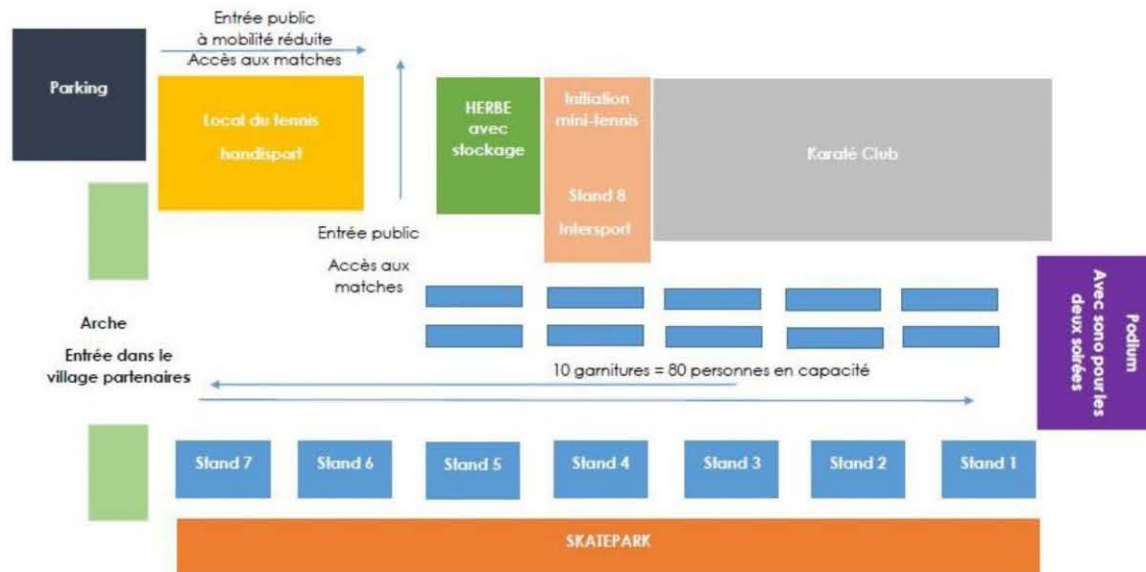 Entrée public
à mobilité réduite
Accès aux matches
Parking
Local du tennis
handisport
HERBE
avec
stockage
Initiation
mini-tennis
Stand 8
Intersport
Karaté Club
Entrée public
Accès aux
matches
Arche
Entrée dans le
village partenaires
10 garnitures = 80 personnes en capacité
Podium
Avec sono pour les
deux soirées
Stand 7
Stand 6
Stand 5
Stand 4
Stand 3
Stand 2
Stand 1
SKATEPARK